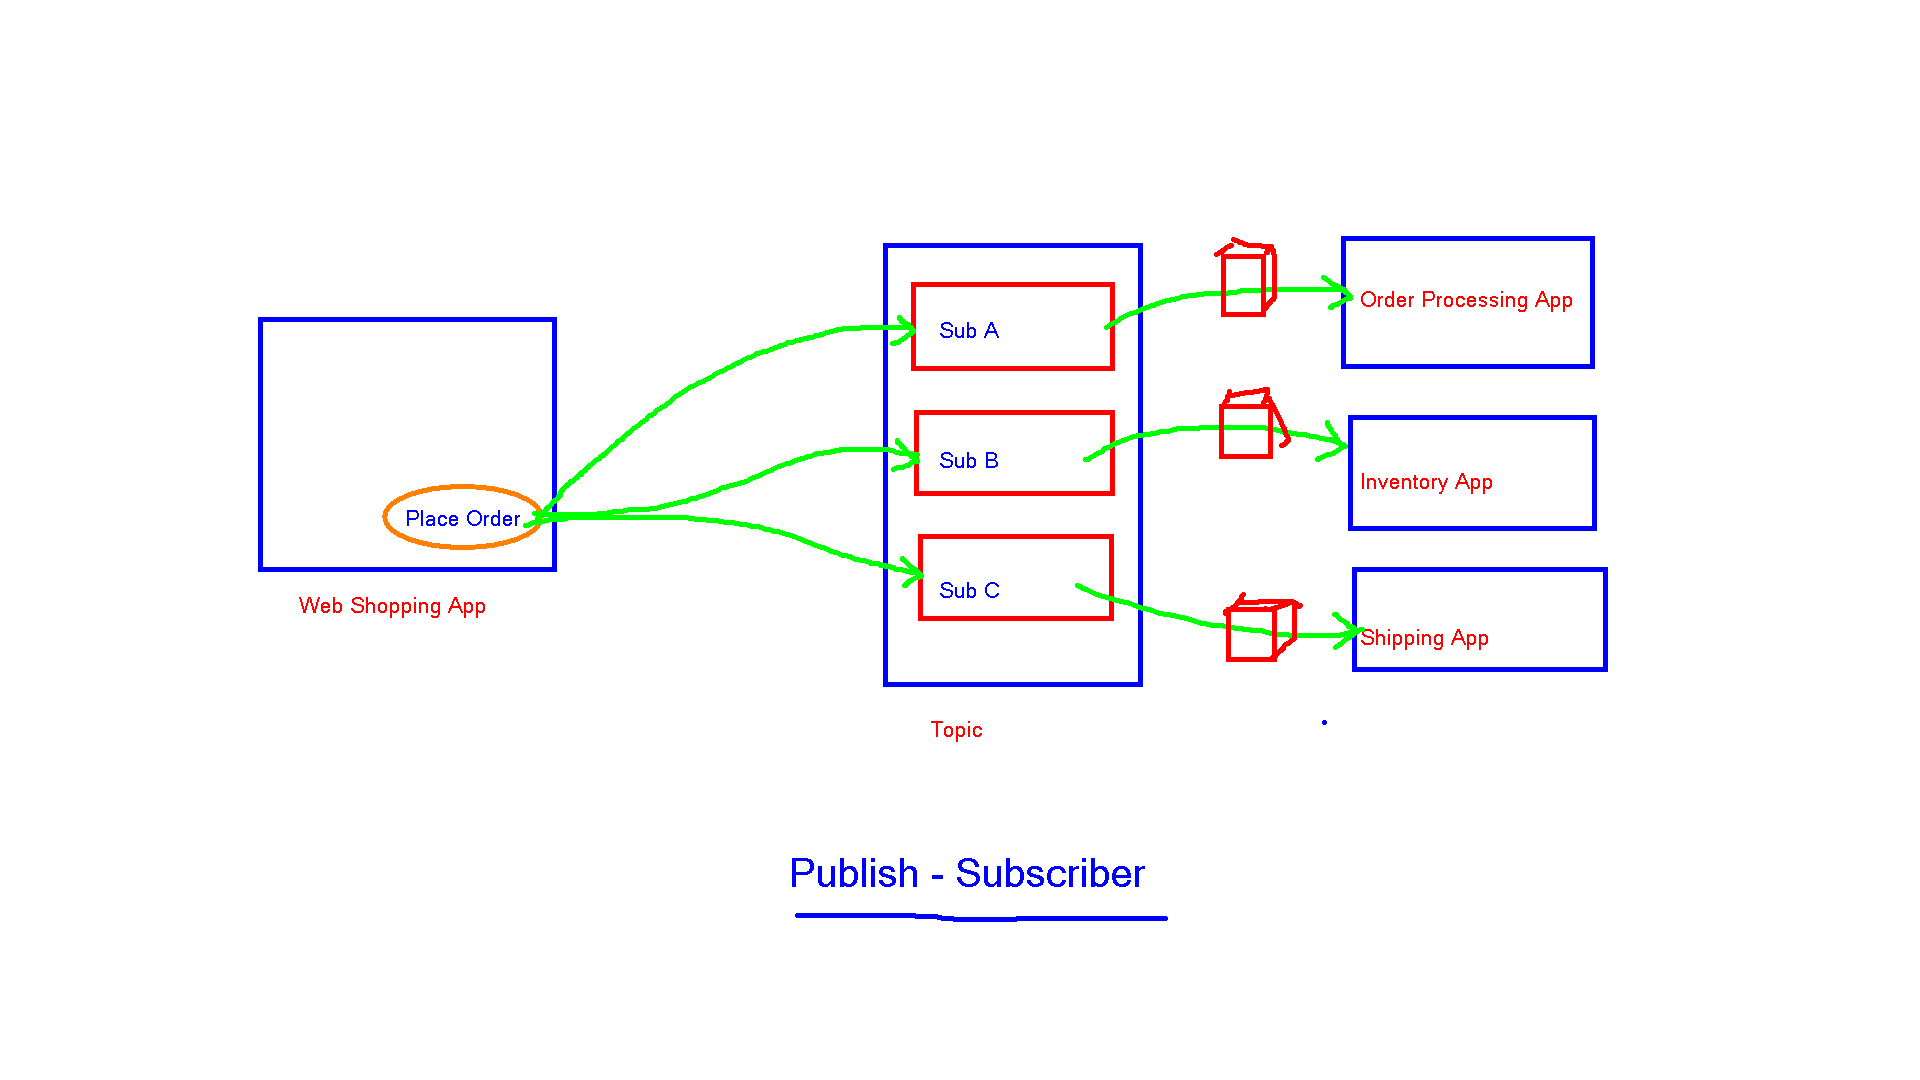 Place Order
Web Shopping App
Sub A
Sub B
Sub C
Topic
Order Processing App
Inventory App
Shipping App
Publish - Subscriber